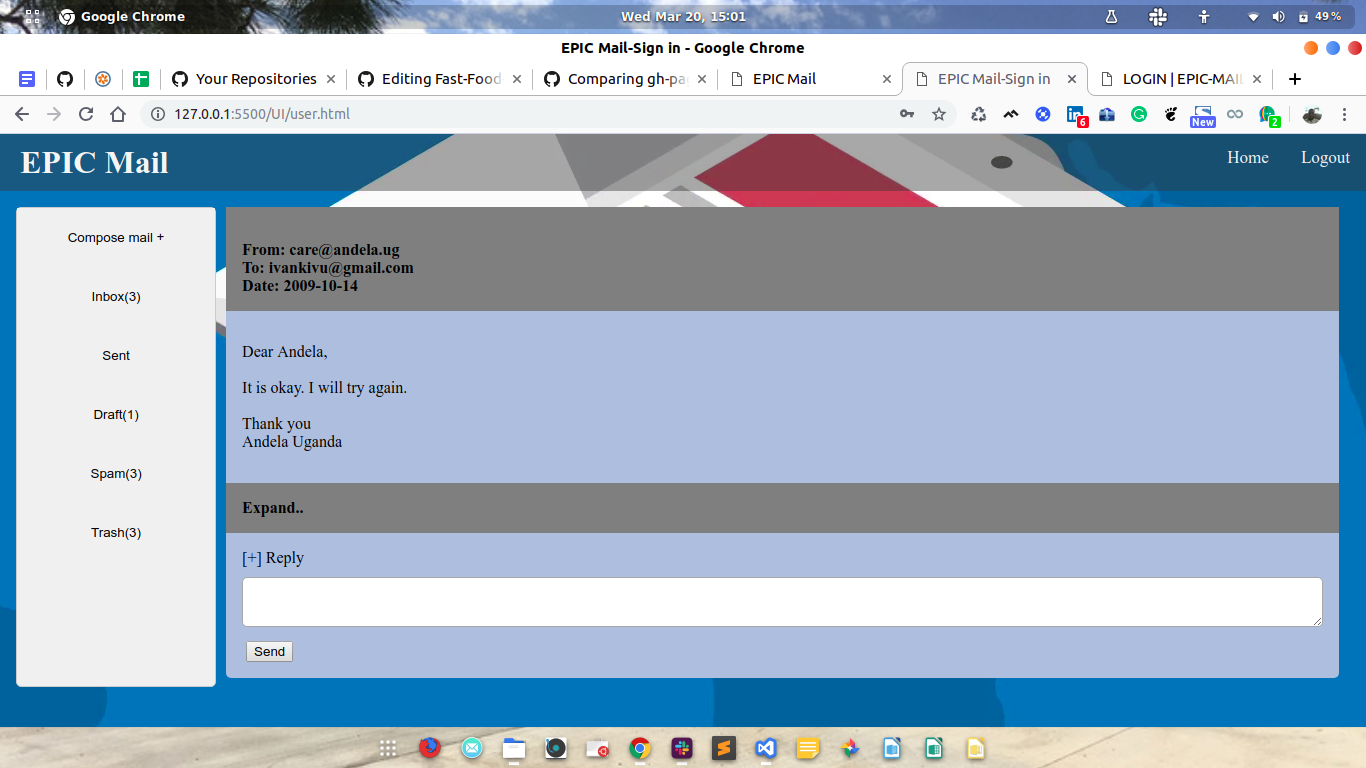 Google Chrome
Wed Mar 20, 15:01
49 %
EPIC Mail-Sign in - Google Chrome
Your Repositories
Editing Fast-Food
Comparing gh-pa
EPIC Mail
EPIC Mail-Sign in
LOGIN | EPIC-MAIL
127.0.0.1:5500/UI/user.html
6
New
2
EPIC Mail
Home
Logout
Compose mail +
Inbox(3)
Sent
Draft(1)
Spam(3)
Trash(3)
From: care@andela.ug
To: ivankivu@gmail.com
Date: 2009-10-14
Dear Andela,
It is okay. I will try again.
Thank you
Andela Uganda
Expand..
[+] Reply
Send